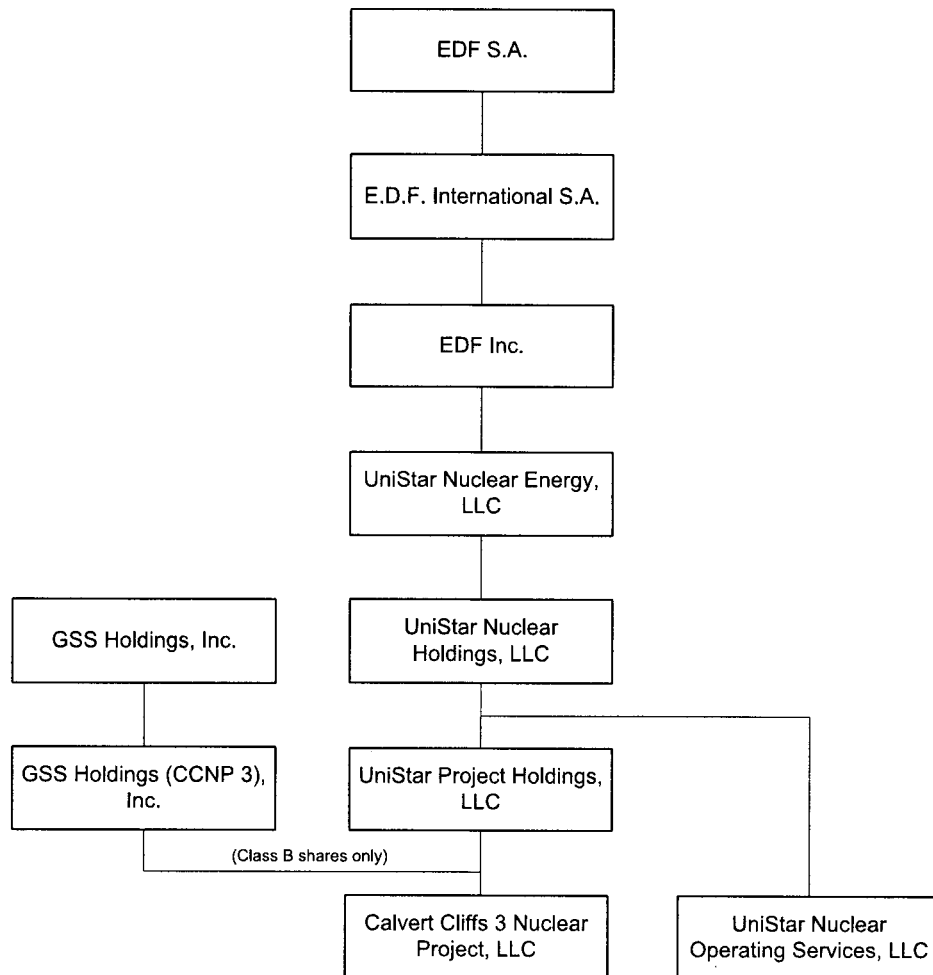 EDF S.A.
E.D.F. International S.A.
EDF Inc.
UniStar Nuclear Energy,
LLC
GSS Holdings, Inc.
UniStar Nuclear
Holdings, LLC
GSS Holdings (CCNP 3),
Inc.
UniStar Project Holdings,
LLC
(Class B shares only)
Calvert Cliffs 3 Nuclear
Project, LLC
UniStar Nuclear
Operating Services, LLC